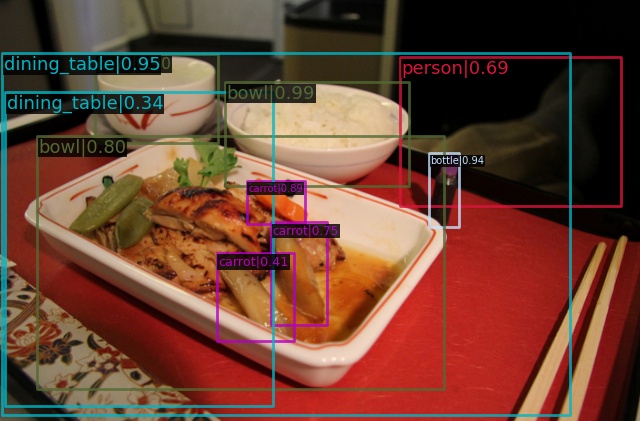 dining_table|0.950
person|0.69
bowl|0.99
dining_table|0.34
bowl|0.80
bottle|0.94
carrot|0.89
carrot|0.75
carrot|0.41